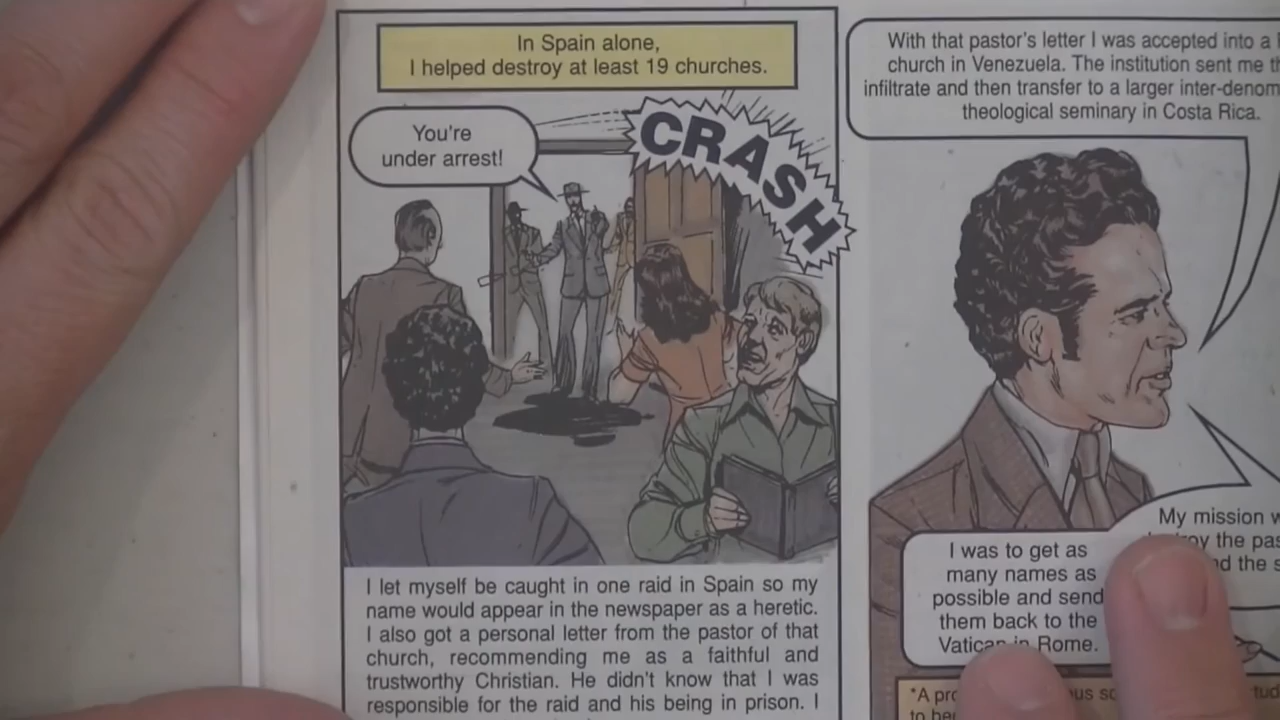 In Spain alone,
I helped destroy at least 19 churches.
You're
under arrest!
CRASH
I let myself be caught in one raid in Spain so my
name would appear in the newspaper as a heretic.
I also got a personal letter from the pastor of that
church, recommending me as a faithful and
trustworthy Christian. He didn't know that I was
responsible for the raid and his being in prison. I
With that pastor's letter I was accepted into a
church in Venezuela. The institution sent me
infiltrate and then transfer to a larger
theological seminary in Costa Rica.
My mission
the
the
I was to get as
many names as
possible and send
them back to the
Vatican in Rome.
*A
to